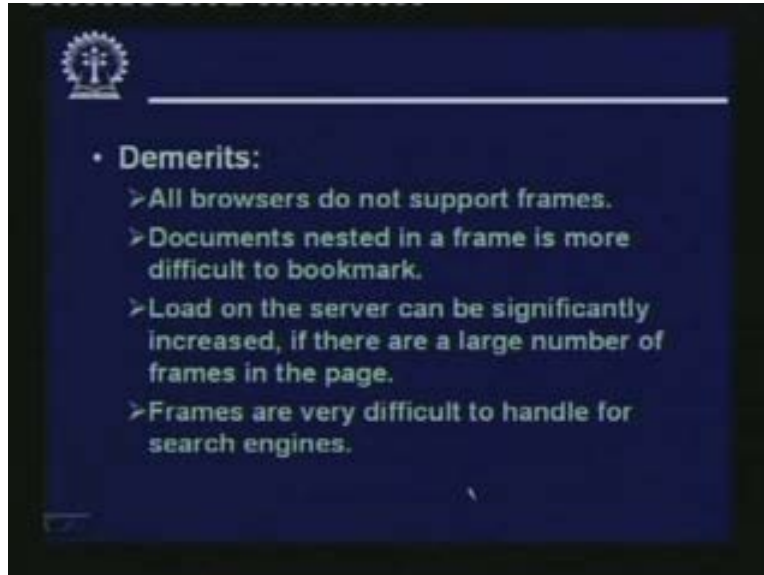 • Demerits:
➢All browsers do not support frames.
➢Documents nested in a frame is more
difficult to bookmark.
➢Load on the server can be significantly
increased, if there are a large number of
frames in the page.
➢Frames are very difficult to handle for
search engines.